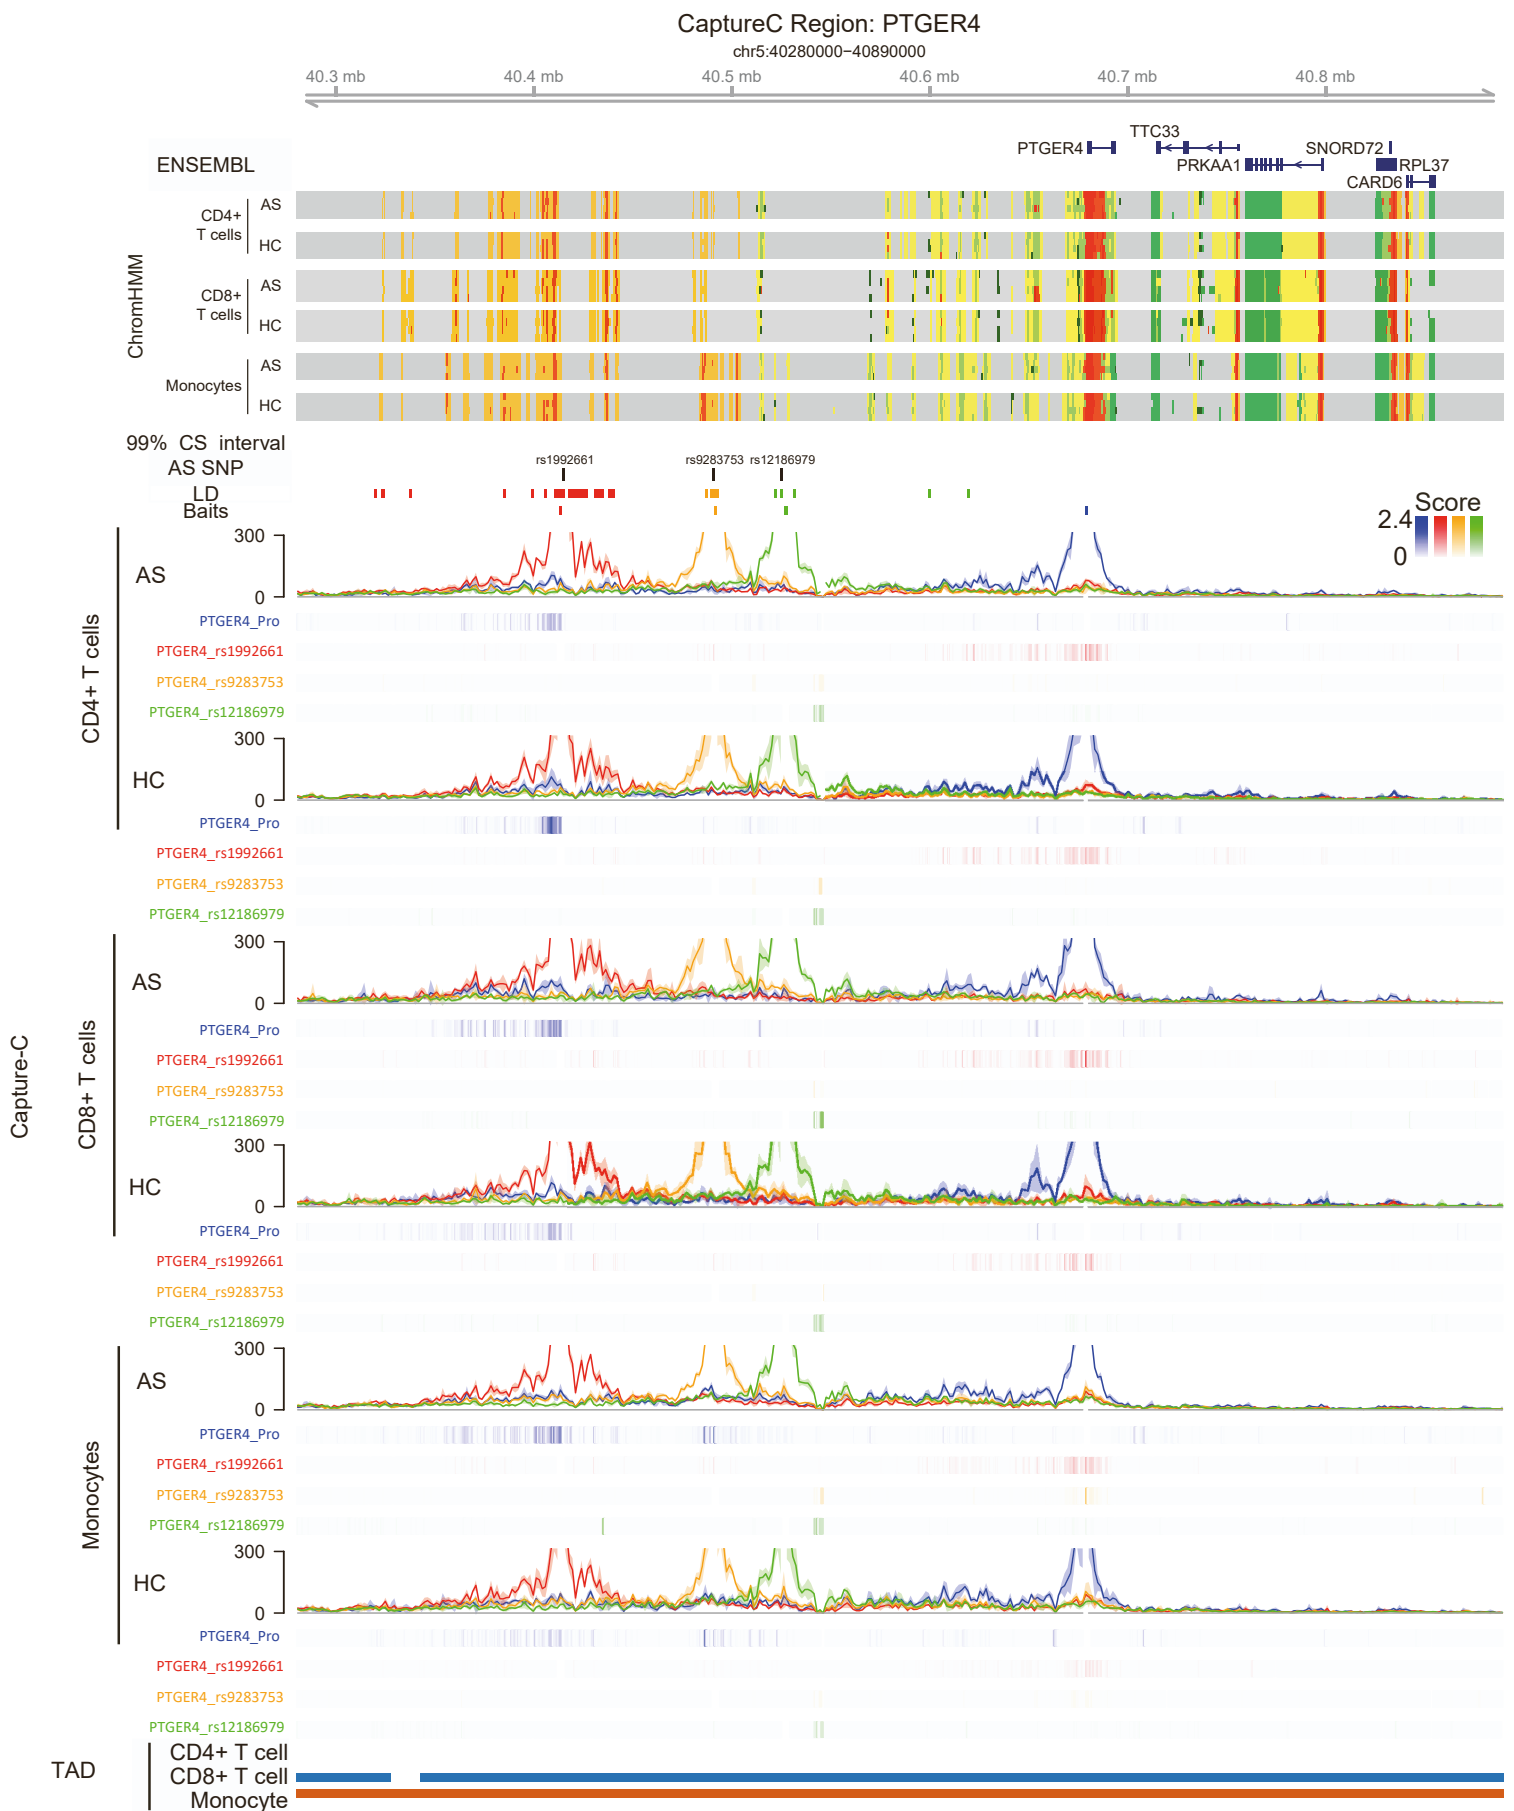 CaptureC Region: PTGER4
chr5:40280000−40890000
40.3 mb 40.4 mb 40.5 mb 40.6 mb 40.7 mb 40.8 mb
TTC33
PTGER4 SNORD72
ENSEMBL PRKAA1 RPL37
CARD6
ChromHMM
CD4+
T cells
AS
HC
CD8+
T cells
AS
HC
Monocytes
AS
HC
99% CS interval
AS SNP
rs1992661 rs9283753 rs12186979
LD
Baits
Score
2.4
0
Capture-C
CD4+ T cells
AS
300
0
PTGER4_Pro
PTGER4_rs1992661
PTGER4_rs9283753
PTGER4_rs12186979
HC
300
0
PTGER4_Pro
PTGER4_rs1992661
PTGER4_rs9283753
PTGER4_rs12186979
CD8+ T cells
AS
300
0
PTGER4_Pro
PTGER4_rs1992661
PTGER4_rs9283753
PTGER4_rs12186979
HC
300
0
PTGER4_Pro
PTGER4_rs1992661
PTGER4_rs9283753
PTGER4_rs12186979
Monocytes
AS
300
0
PTGER4_Pro
PTGER4_rs1992661
PTGER4_rs9283753
PTGER4_rs12186979
HC
300
0
PTGER4_Pro
PTGER4_rs1992661
PTGER4_rs9283753
PTGER4_rs12186979
TAD
CD4+ T cell
CD8+ T cell
Monocyte